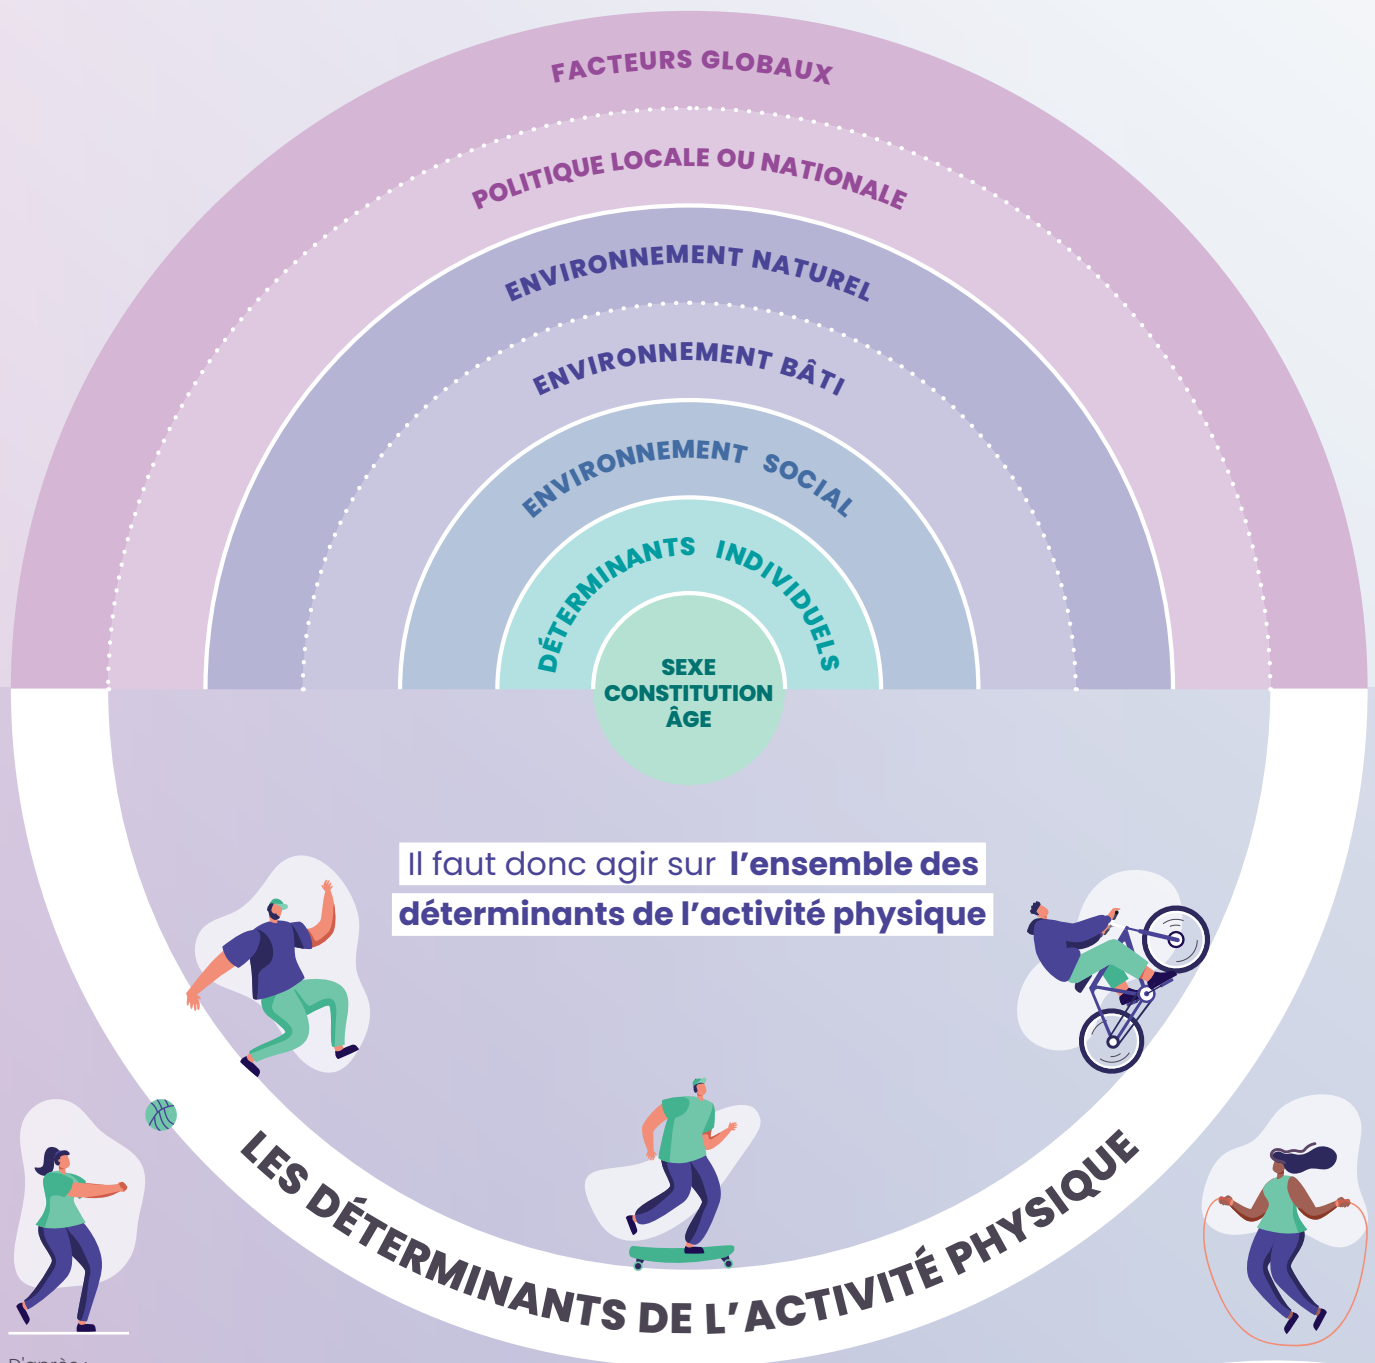 FACTEURS GLOBAUX
POLITIQUE LOCALE OU NATIONALE
ENVIRONNEMENT NATUREL
ENVIRONNEMENT BÂTI
ENVIRONNEMENT SOCIAL
DÉTERMINANTS INDIVIDUELS
SEXE
CONSTITUTION
ÂGE
Il faut donc agir sur l’ensemble des
déterminants de l’activité physique
LES DÉTERMINANTS DE L’ACTIVITÉ PHYSIQUE
D'après :